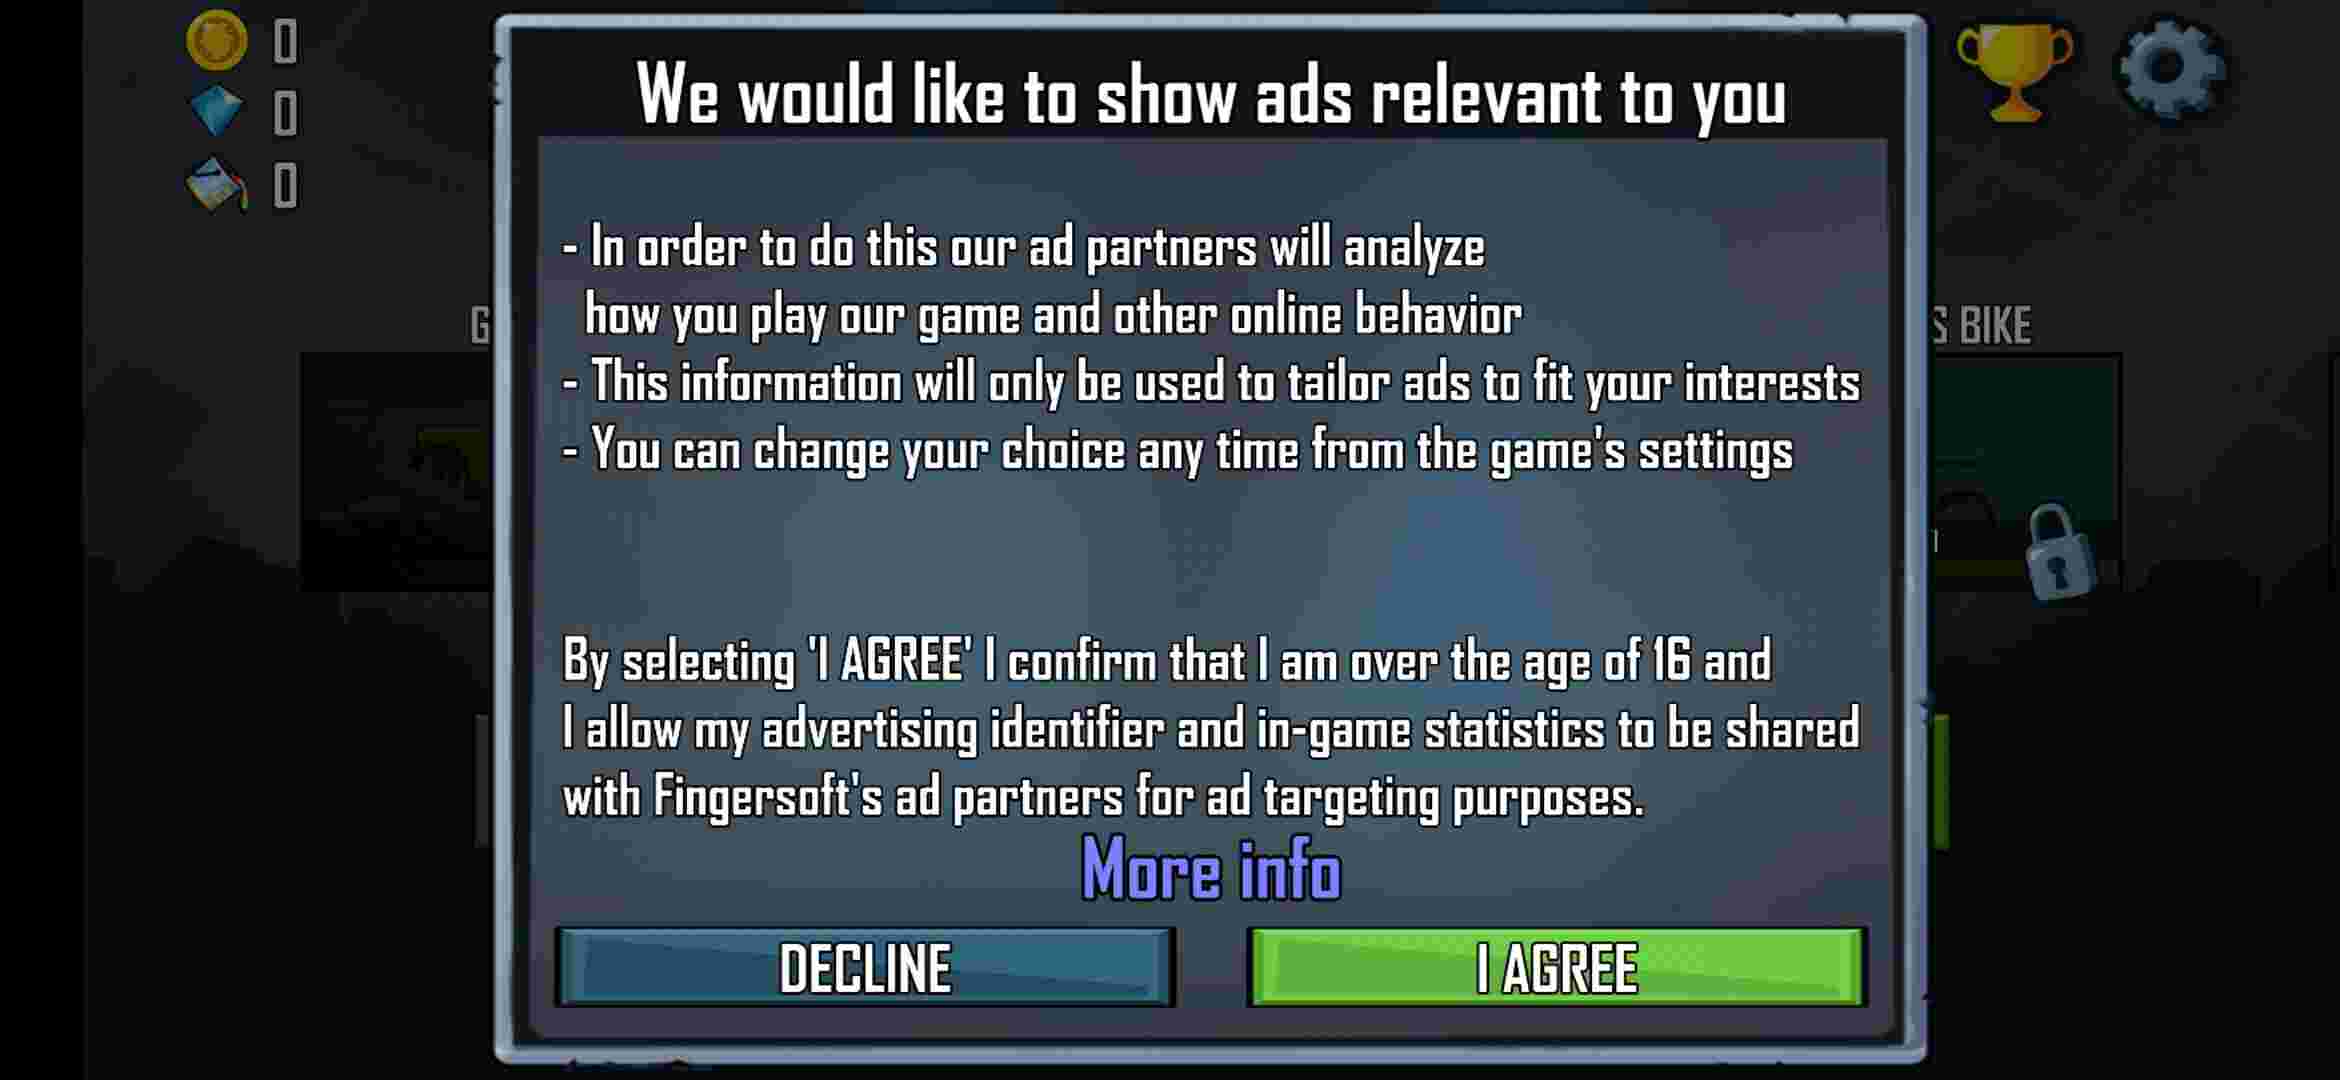 0
0
0
We would like to show ads relevant to you
- In order to do this our ad partners will analyze
how you play our game and other online behavior
- This information will only be used to tailor ads to fit your interests
- You can change your choice any time from the game's settings
By selecting 'I AGREE' I confirm that I am over the age of 16 and
I allow my advertising identifier and in-game statistics to be shared
with Fingersoft's ad partners for ad targeting purposes.
More info
DECLINE
I AGREE
BIKE